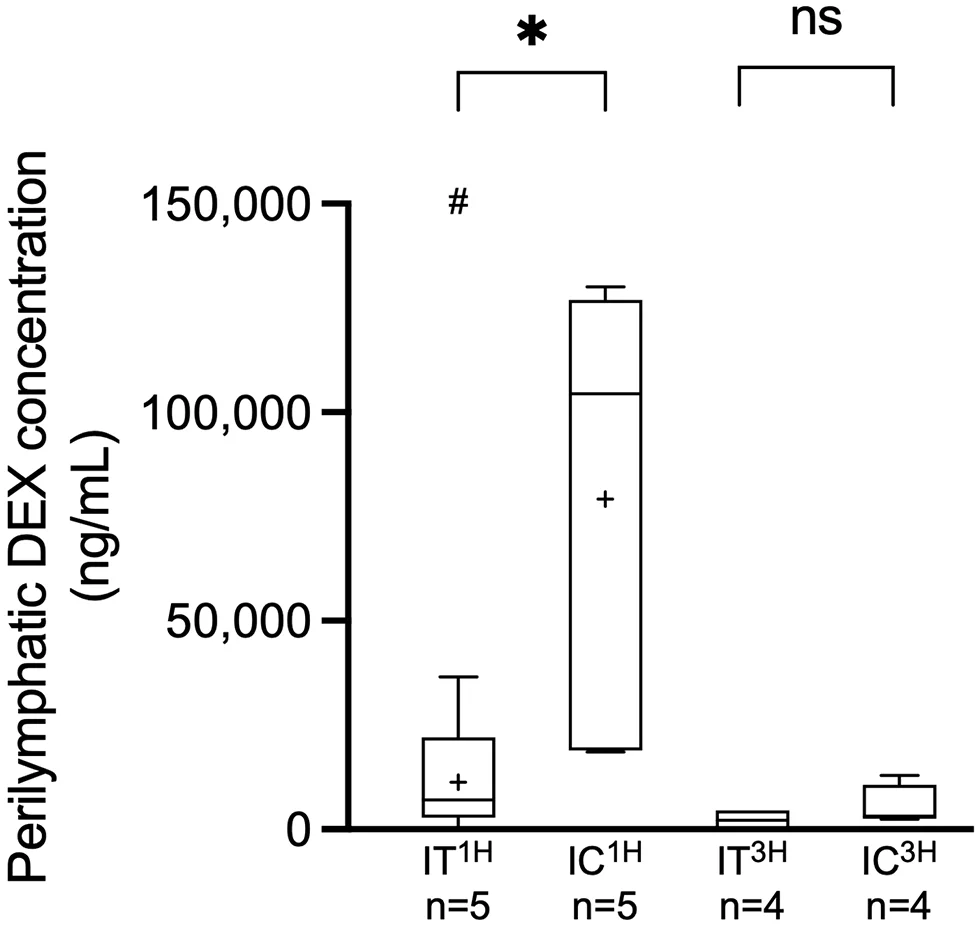 * ns
Perilymphatic DEX concentration
(ng/mL)
150,000 #
100,000
50,000
0
IT¹ᴴ IC¹ᴴ IT³ᴴ IC³ᴴ
n=5 n=5 n=4 n=4